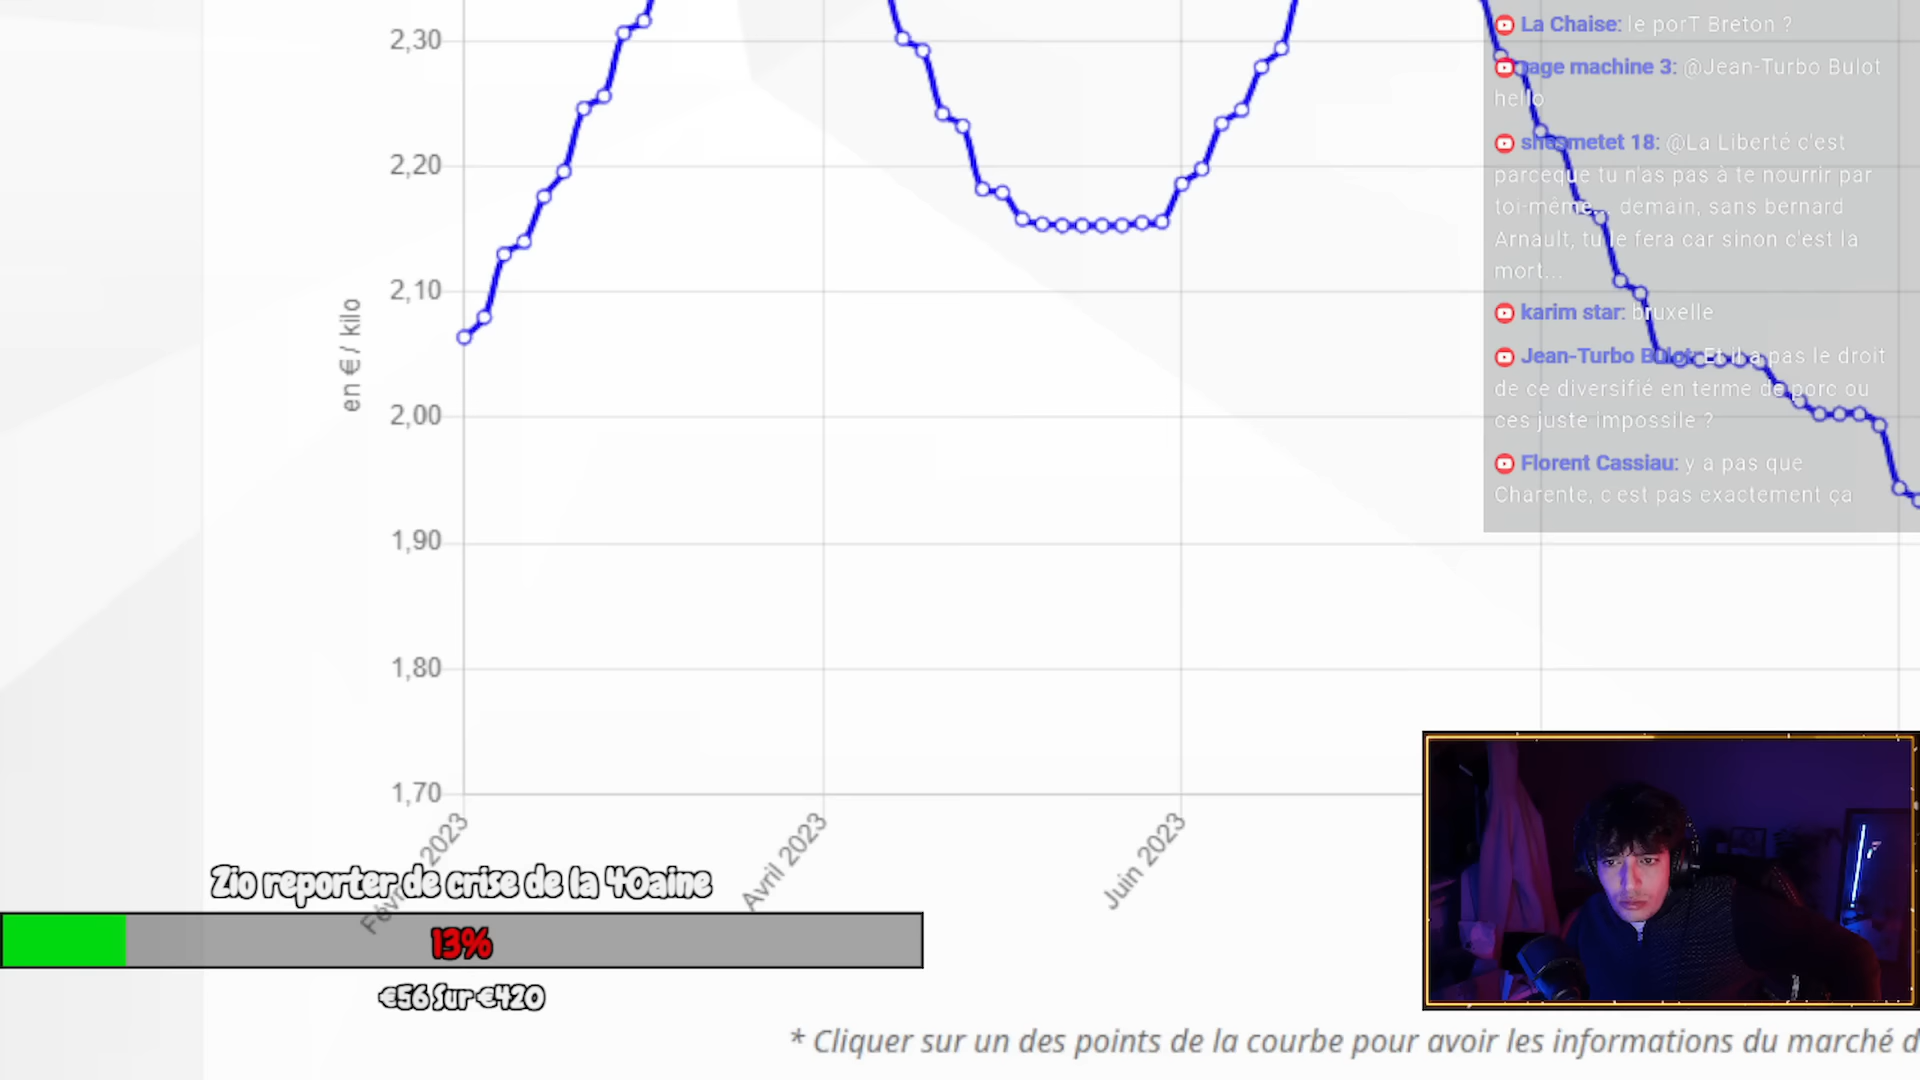 2,30
2,20
2,10
2,00
1,90
1,80
1,70
en € / kilo
2023
Avril 2023
Juin 2023
La Chaise: le porT Breton ?
age machine 3: @Jean-Turbo Bulot
hello
metet 18: @La Liberté c'est
parceque tu n'as pas à te nourrir par
toi-même... demain, sans bernard
Arnault, tu le fera car sinon c'est la
mort...
karim star: bruxelle
Jean-Turbo Bulot: Et il a pas le droit
de ce diversifié en terme de porc ou
ces juste impossile ?
Florent Cassiau: y a pas que
Charente, c'est pas exactement ça
Zio reporter de crise de la 40aine
13%
€56 Sur €420
* Cliquer sur un des points de la courbe pour avoir les informations du marché d